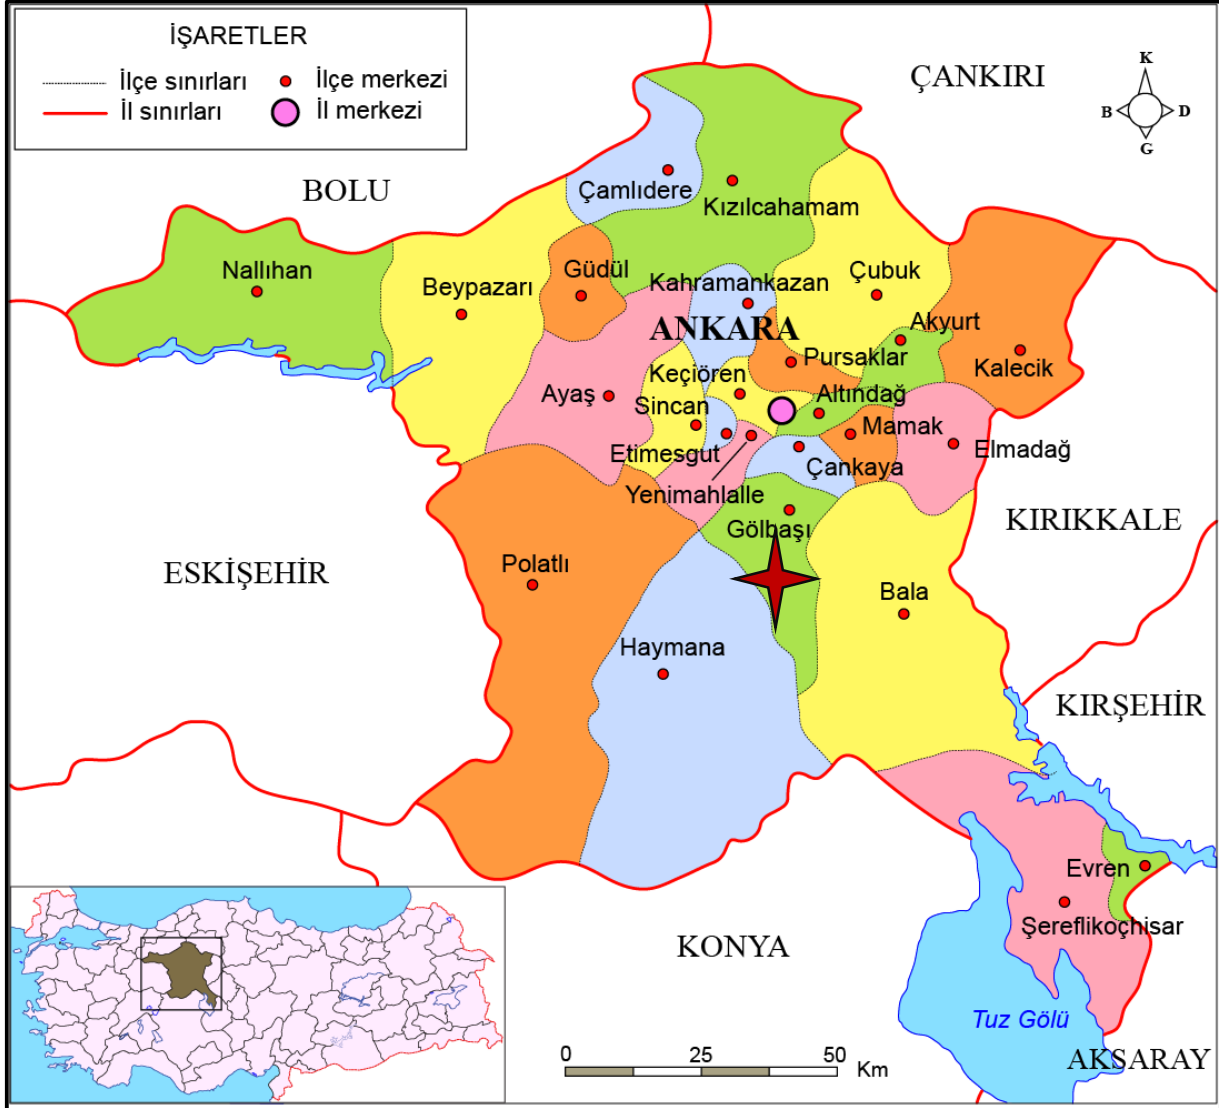 İŞARETLER
İlçe sınırları
İlçe merkezi
İl sınırları
İl merkezi
ÇANKIRI
K
B
D
G
BOLU
Çamlıdere
Kızılcahamam
Nallıhan
Beypazarı
Güdül
Kahramankazan
Çubuk
ANKARA
Akyurt
Pursaklar
Kalecik
Keçiören
Ayaş
Altındağ
Sincan
Mamak
Elmadağ
Etimesgut
Çankaya
Yenimahlalle
KIRIKKALE
Gölbaşı
ESKİŞEHİR
Polatlı
Bala
Haymana
KIRŞEHİR
Evren
Şereflikoçhisar
KONYA
Tuz Gölü
AKSARAY
0 25 50 Km